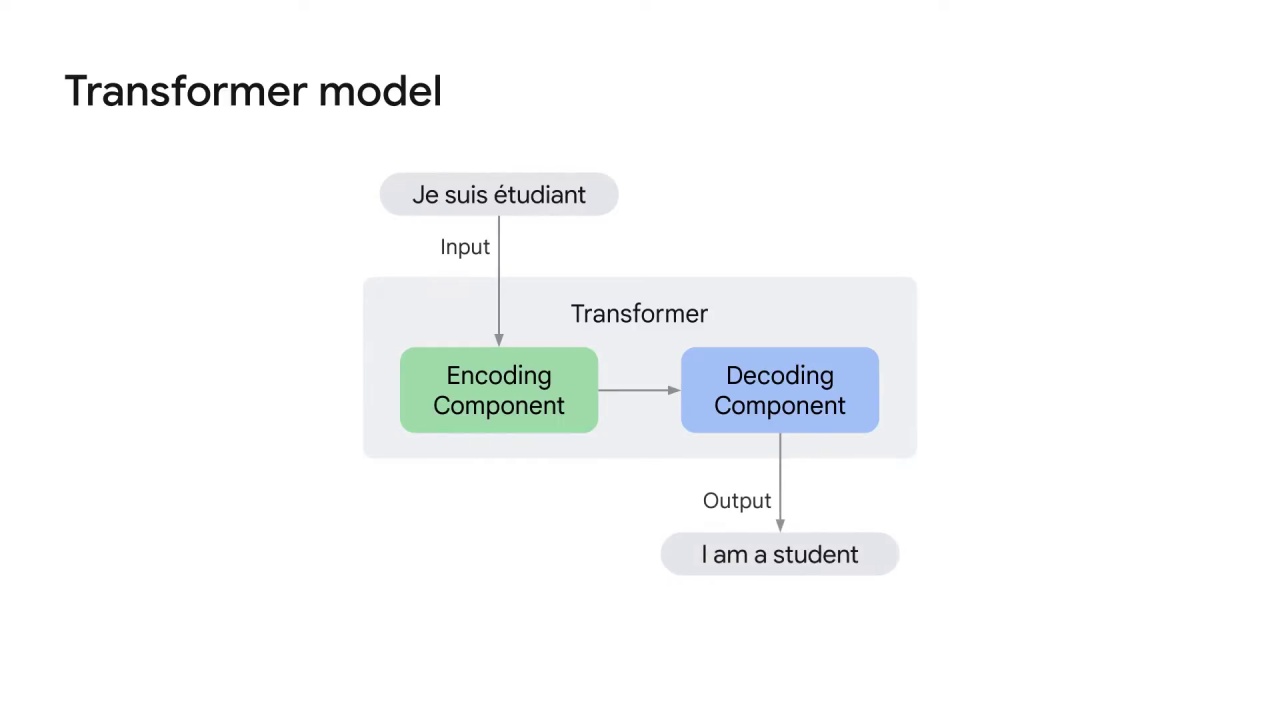 Transformer model
Je suis étudiant
Input
Transformer
Encoding
Component
Decoding
Component
Output
I am a student